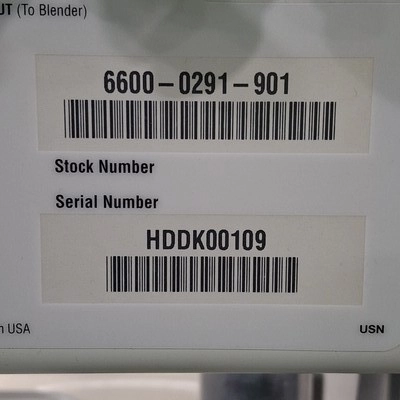 (To Blender)
6600-0291-901
Stock Number
Serial Number
HDDK00109
USA
USN